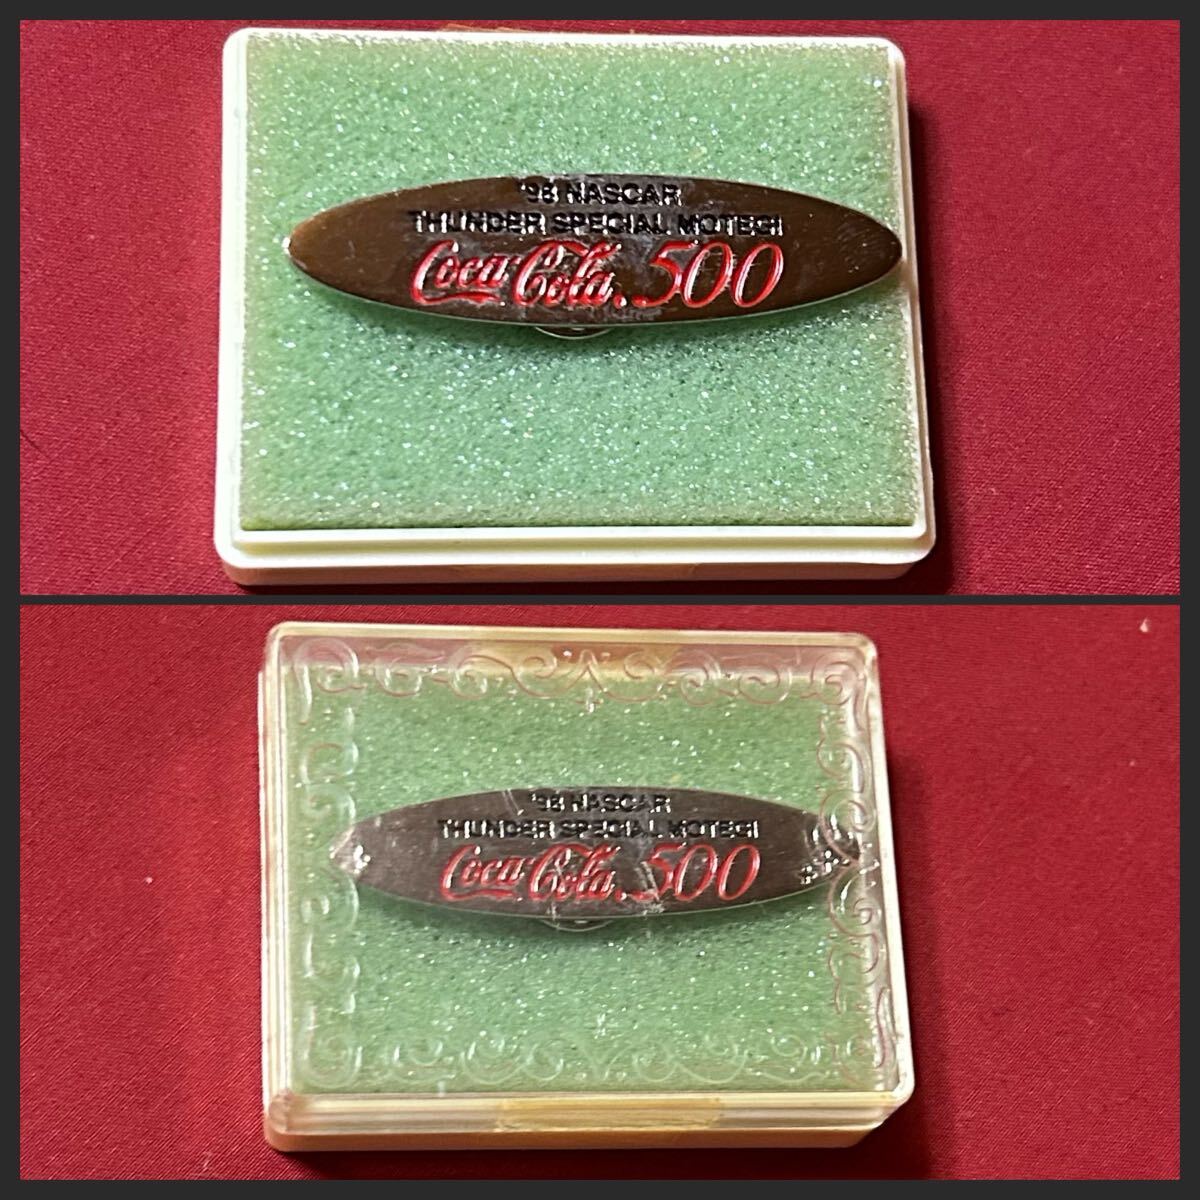 '98 NASCAR
THUNDER SPECIAL MOTEGI
Coca-Cola. 500
'98 NASCAR
THUNDER SPECIAL MOTEGI
Coca-Cola. 500